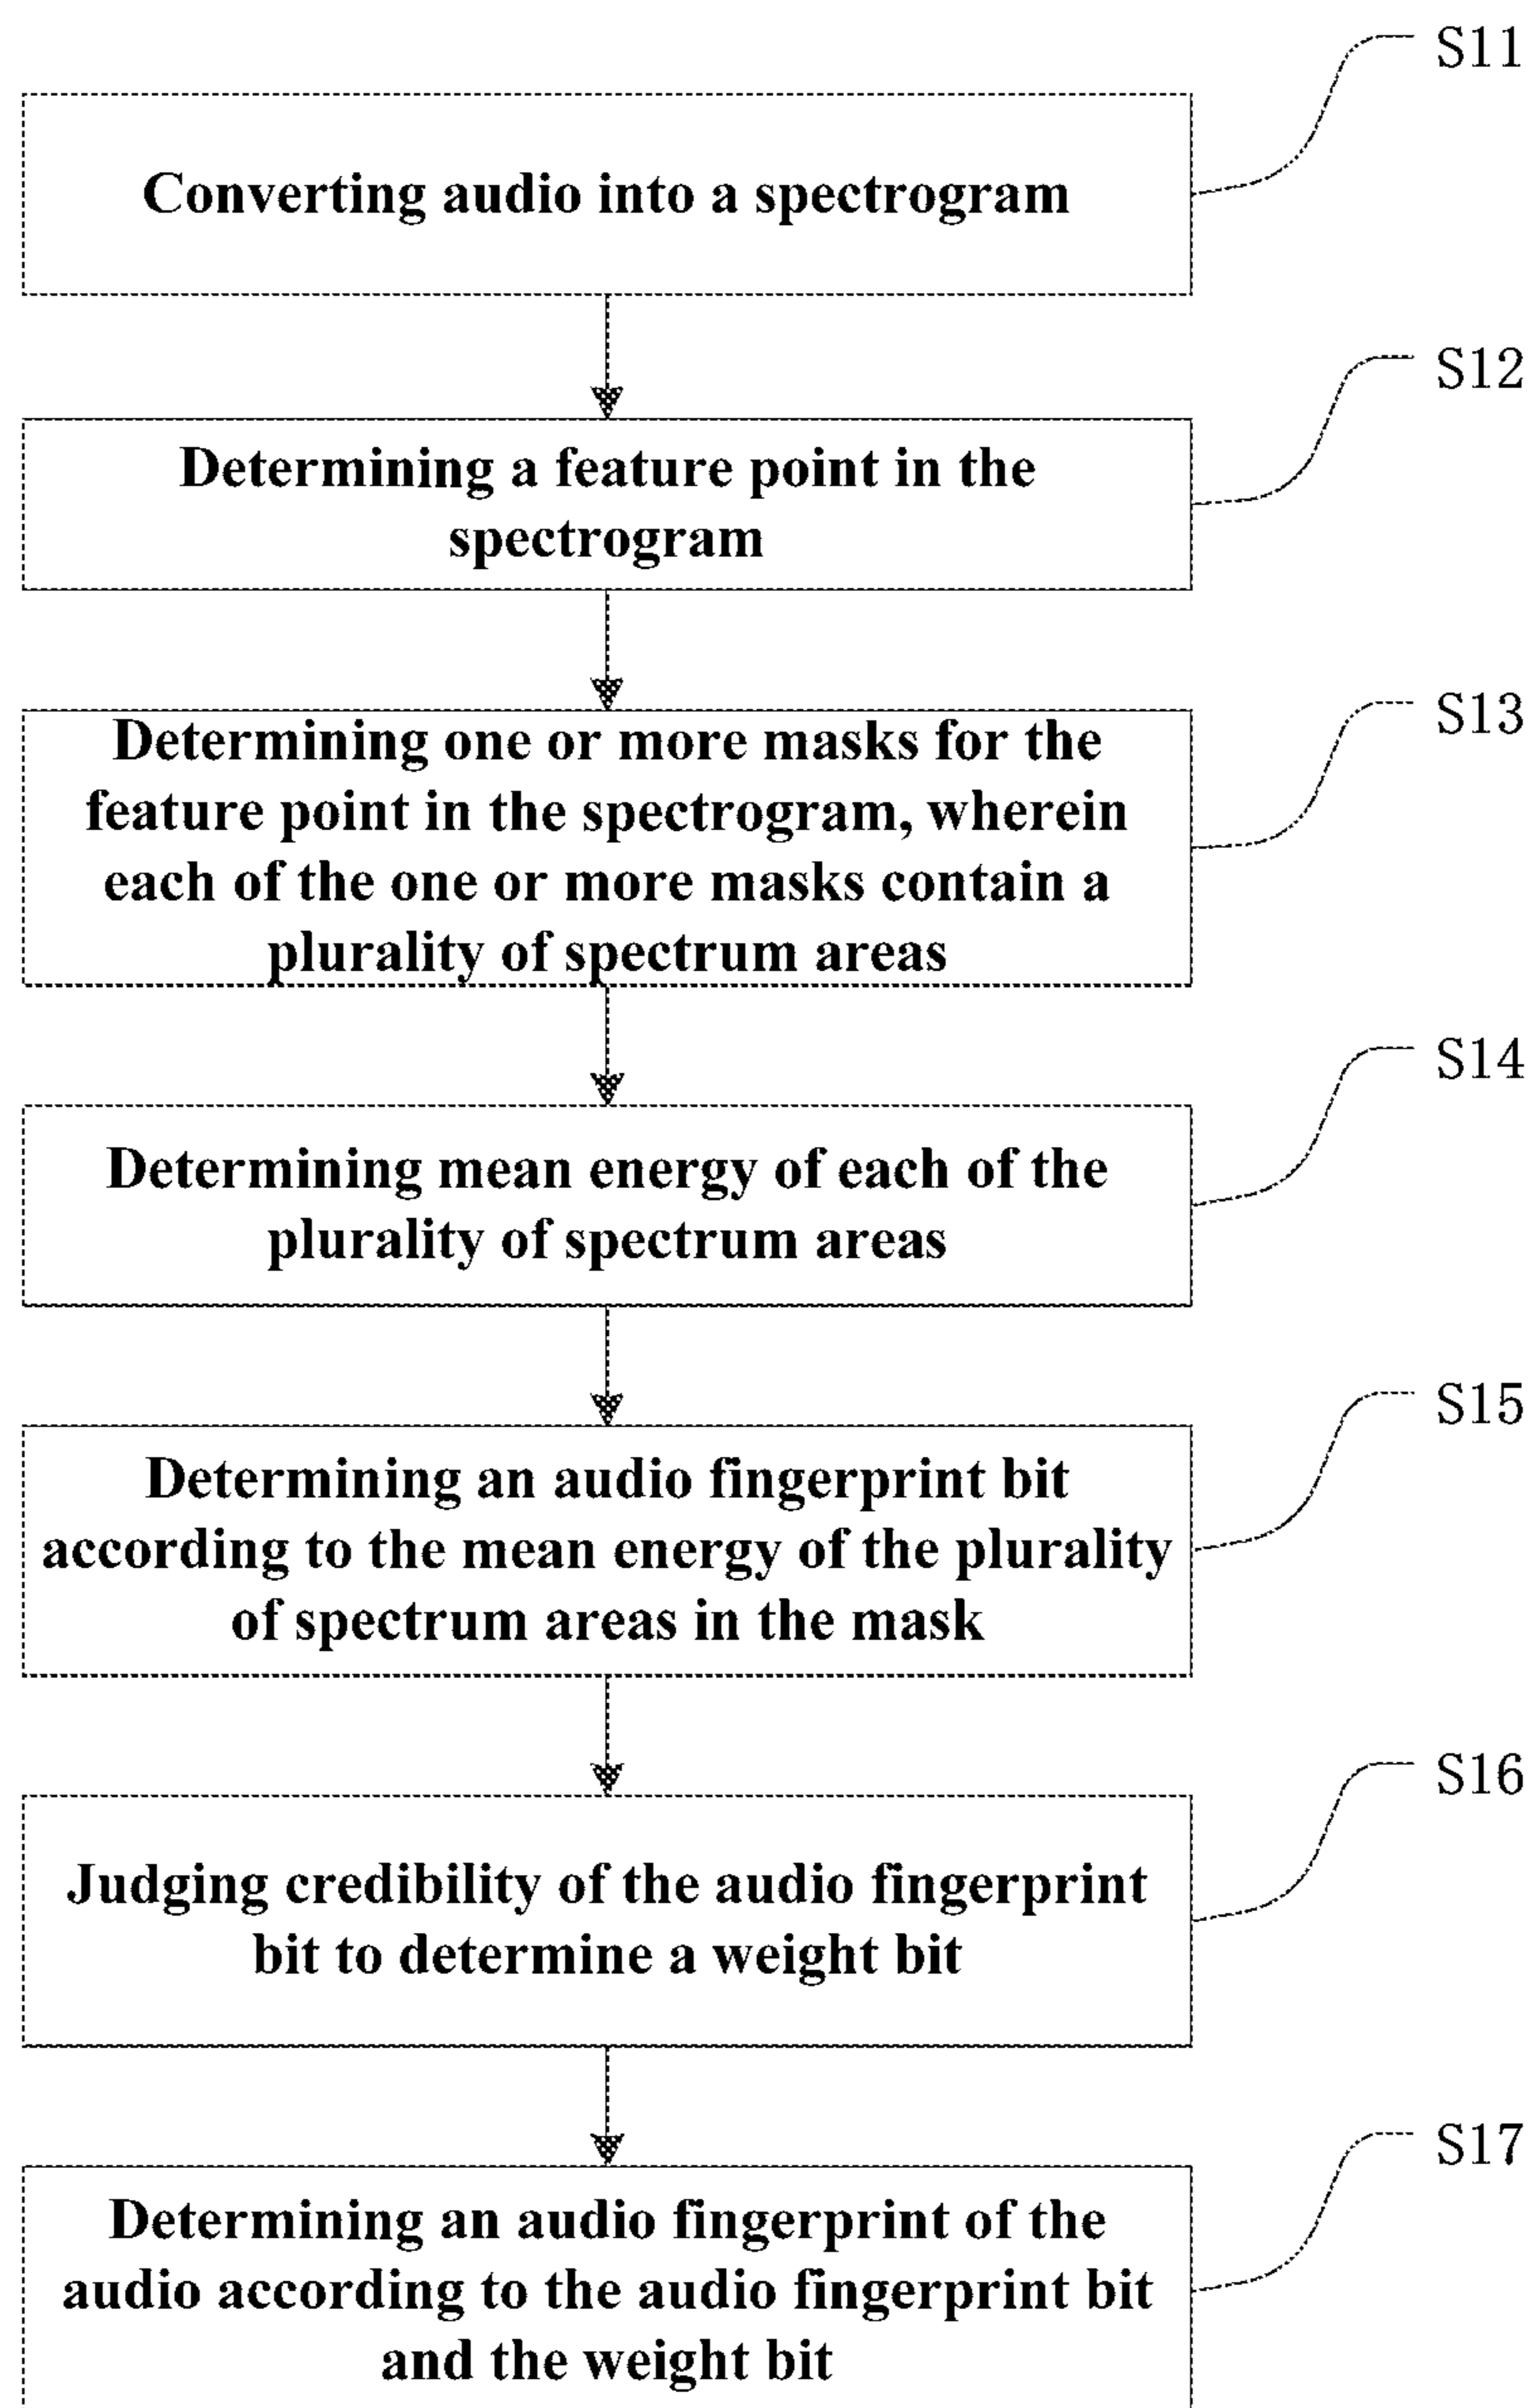 S11
Converting audio into a spectrogram
S12
Determining a feature point in the
spectrogram
S13
Determining one or more masks for the
feature point in the spectrogram, wherein
each of the one or more masks contain a
plurality of spectrum areas
S14
Determining mean energy of each of the
plurality of spectrum areas
S15
Determining an audio fingerprint bit
according to the mean energy of the plurality
of spectrum areas in the mask
S16
Judging credibility of the audio fingerprint
bit to determine a weight bit
S17
Determining an audio fingerprint of the
audio according to the audio fingerprint bit
and the weight bit